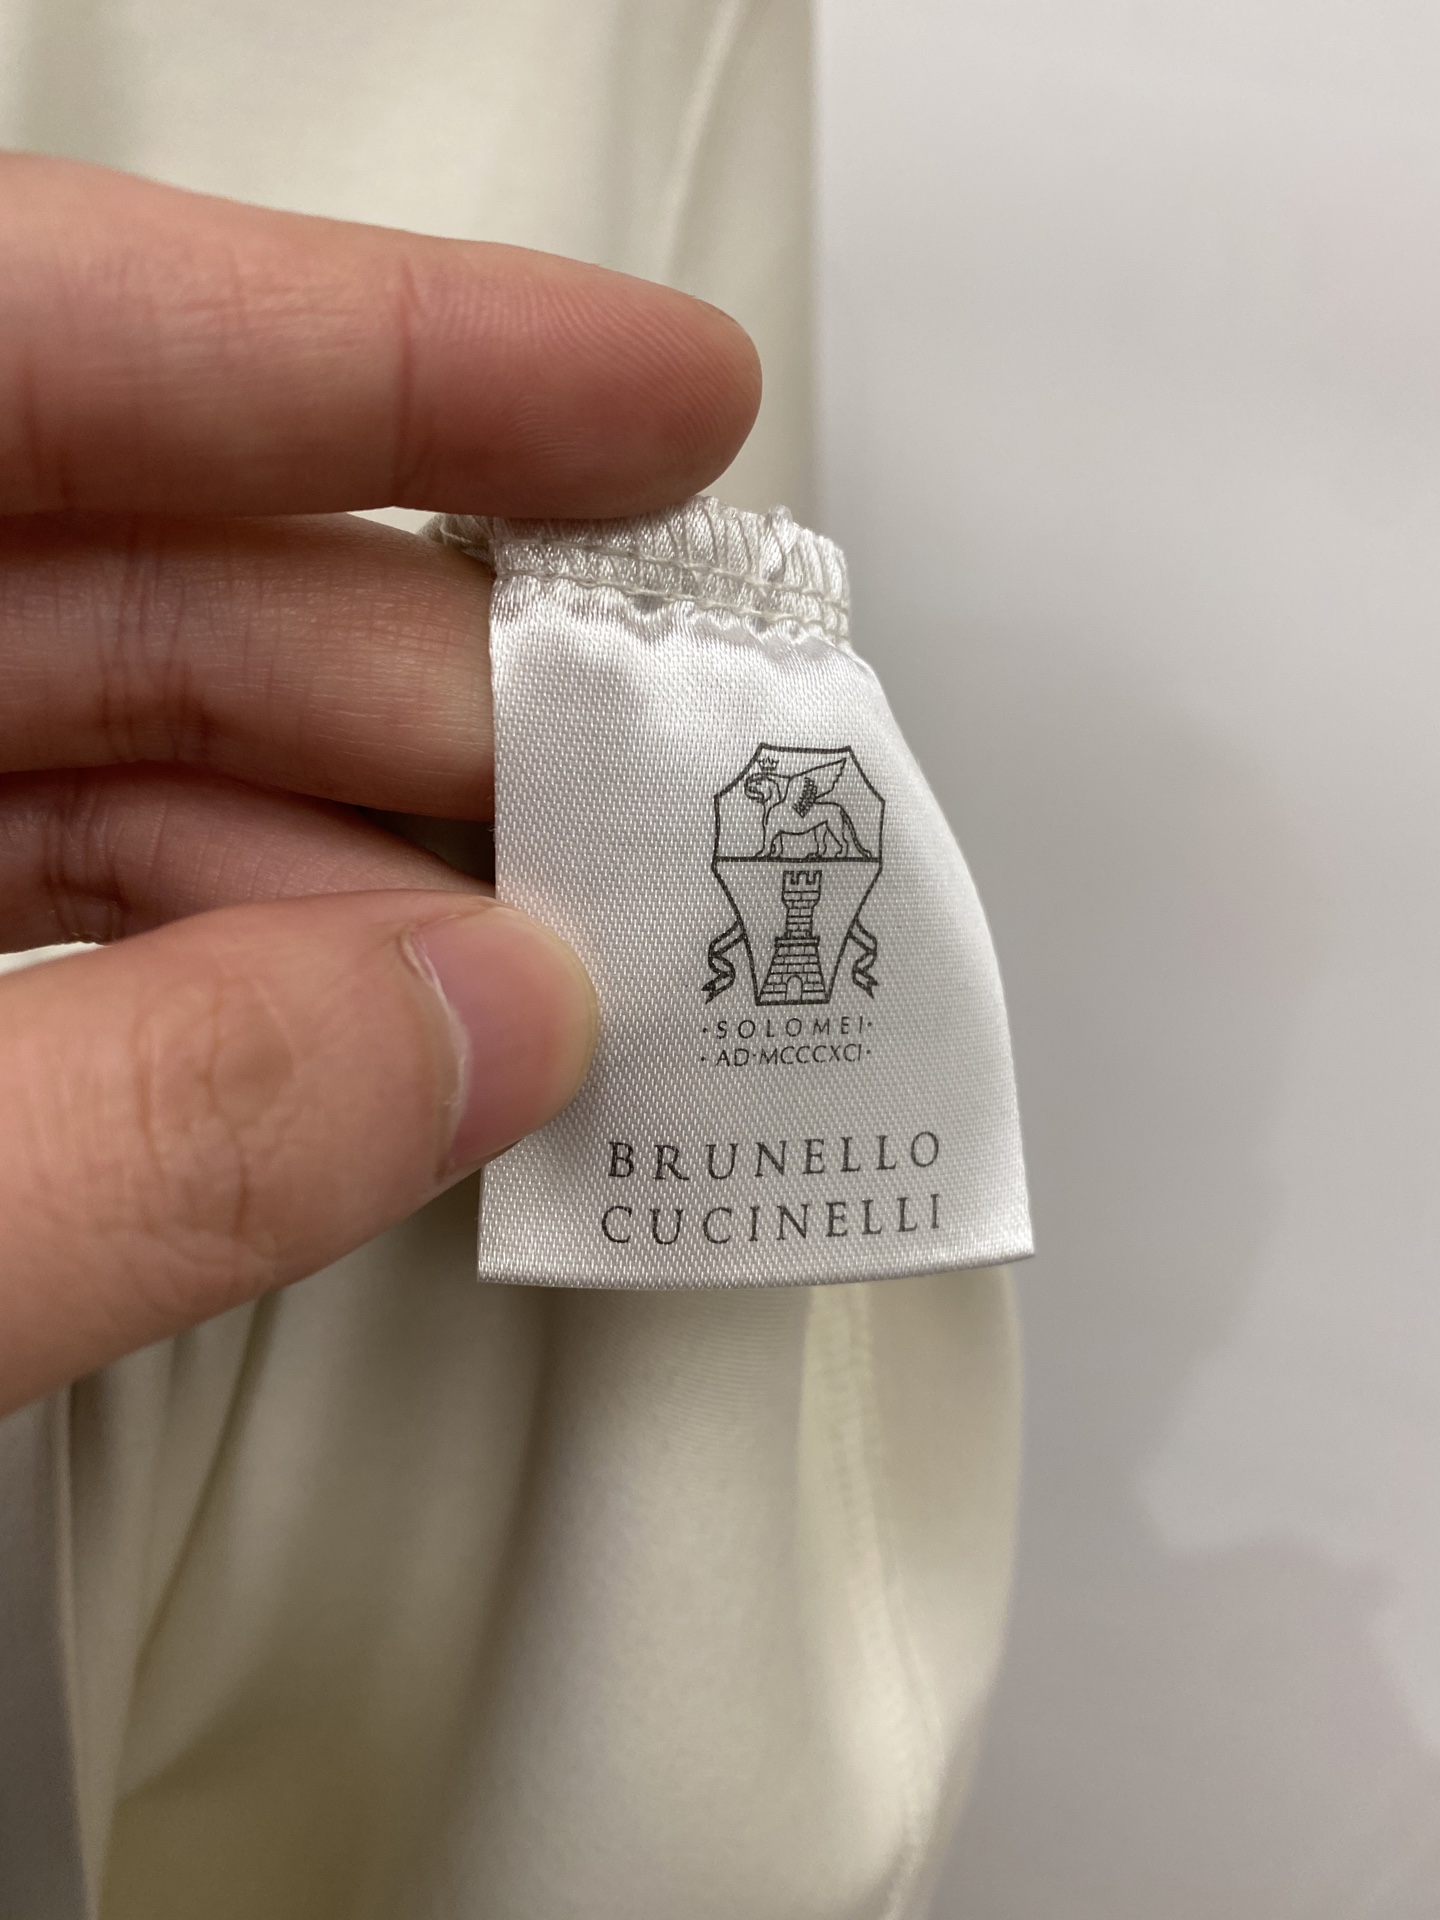 ·SOLOMEI·
·AD·MCCCXCI·
BRUNELLO
CUCINELLI